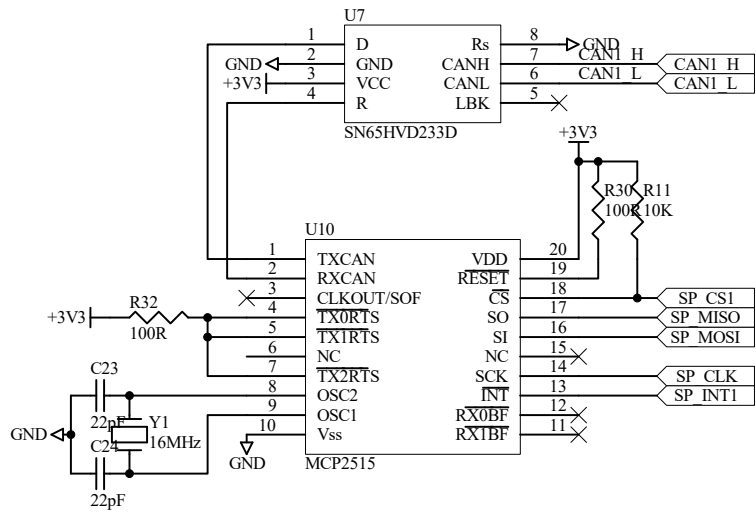 U7
1 D Rs 8 GND
GND 2 GND CANH 7 CAN1_H CAN1_H
+3V3 3 VCC CANL 6 CAN1_L CAN1_L
4 R LBK 5
SN65HVD233D
+3V3
R30 R11
100R 10K
U10
1 TXCAN VDD 20
2 RXCAN RESET 19
3 CLKOUT/SOF CS 18 SP_CS1
R32
+3V3 4 TX0RTS SO 17 SP_MISO
100R
5 TX1RTS SI 16 SP_MOSI
6 NC NC 15
7 TX2RTS SCK 14 SP_CLK
C23
8 OSC2 INT 13 SP_INT1
22pF Y1
9 OSC1 RX0BF 12
GND 16MHz
10 Vss RX1BF 11
C24
GND
MCP2515
22pF